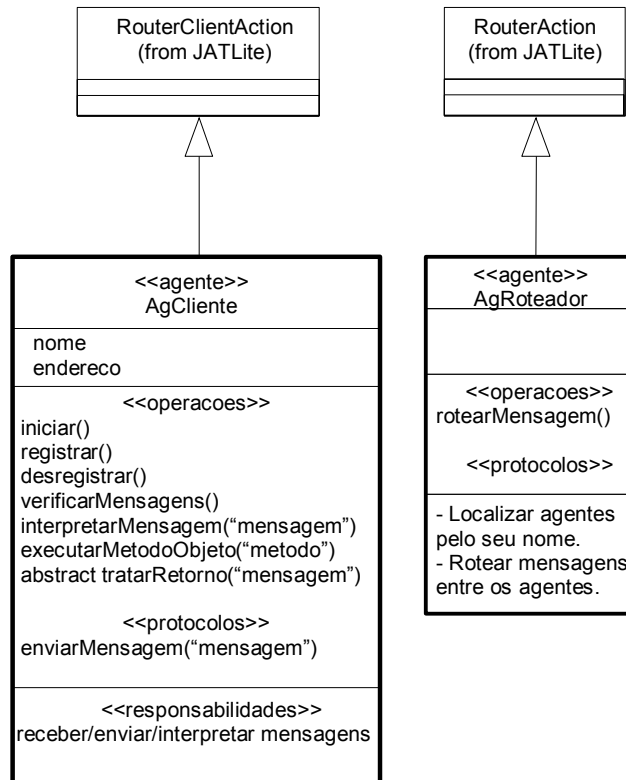 RouterClientAction
(from JATLite)
<<agente>>
AgCliente
nome
endereco
<<operacoes>>
iniciar()
registrar()
desregistrar()
verificarMensagens()
interpretarMensagem(“mensagem”)
executarMetodoObjeto(“metodo”)
abstract tratarRetorno(“mensagem”)
<<protocolos>>
enviarMensagem(“mensagem”)
<<responsabilidades>>
receber/enviar/interpretar mensagens
RouterAction
(from JATLite)
<<agente>>
AgRoteador
<<operacoes>>
rotearMensagem()
<<protocolos>>
- Localizar agentes
pelo seu nome.
- Rotear mensagens
entre os agentes.